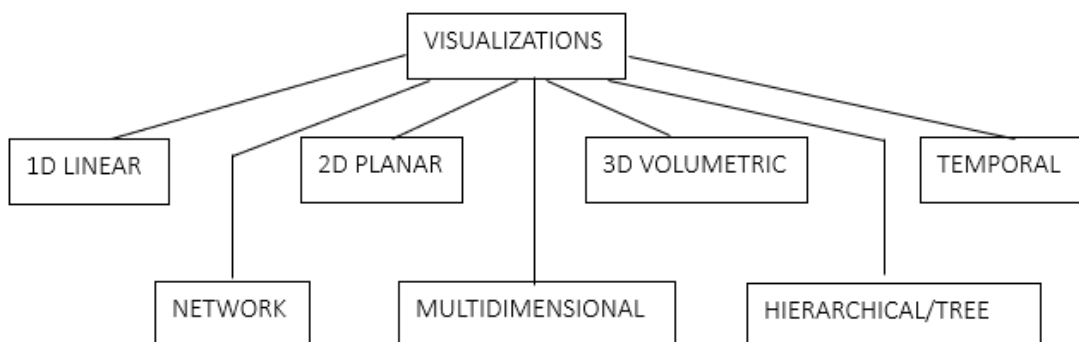 VISUALIZATIONS
1D LINEAR
2D PLANAR
3D VOLUMETRIC
TEMPORAL
NETWORK
MULTIDIMENSIONAL
HIERARCHICAL/TREE